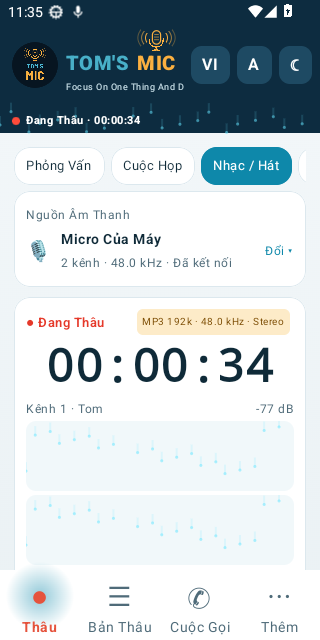 11:35
TOM'S MIC
TOM'S MIC
VI
A
Focus On One Thing And D
Đang Thâu · 00:00:34
Phỏng Vấn
Cuộc Họp
Nhạc / Hát
Nguồn Âm Thanh
Micro Của Máy
2 kênh · 48.0 kHz · Đã kết nối
Đổi
Đang Thâu
MP3 192k · 48.0 kHz · Stereo
00:00:34
Kênh 1 · Tom
-77 dB
Thâu
Bản Thâu
Cuộc Gọi
Thêm